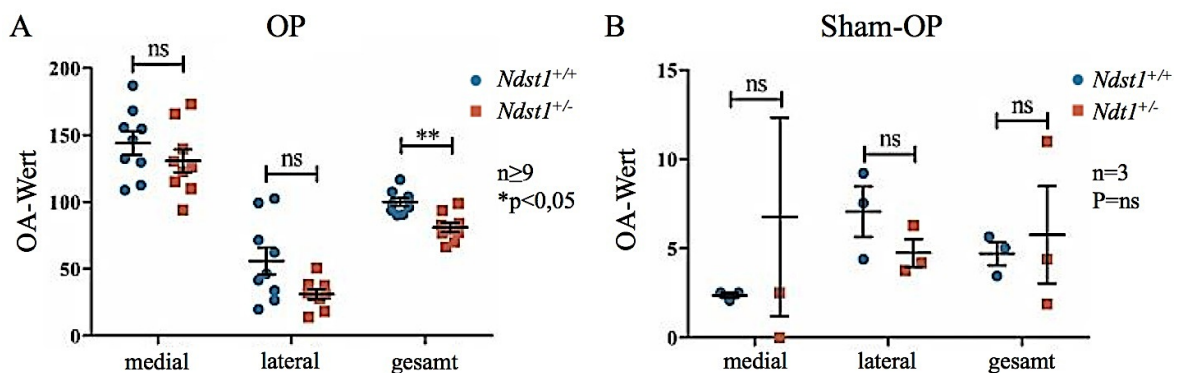 A
OP
ns
ns
**
200
150
100
50
0
OA-Wert
medial
lateral
gesamt
Ndst1+/+
Ndst1+/-
n≥9
*p<0,05
B
Sham-OP
ns
ns
ns
15
10
5
0
OA-Wert
medial
lateral
gesamt
Ndst1+/+
Ndt1+/-
n=3
P=ns